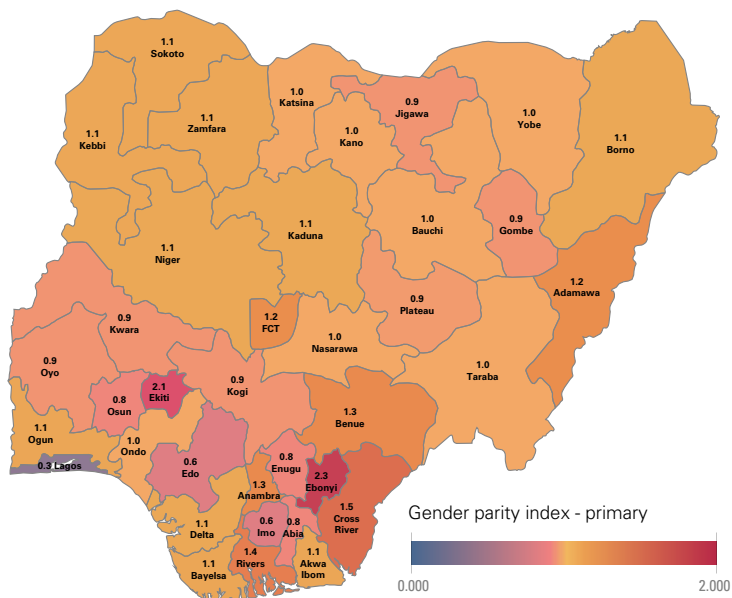 1.1
Sokoto
1.1
Kebbi
1.1
Zamfara
1.0
Katsina
1.0
Kano
0.9
Jigawa
1.0
Yobe
1.1
Borno
1.1
Niger
1.1
Kaduna
1.0
Bauchi
0.9
Gombe
1.2
Adamawa
0.9
Plateau
1.2
FCT
1.0
Nasarawa
1.0
Taraba
0.9
Kwara
0.9
Oyo
0.8
Osun
2.1
Ekiti
0.9
Kogi
1.3
Benue
1.1
Ogun
1.0
Ondo
0.3 Lagos
0.6
Edo
0.8
Enugu
1.3
Anambra
2.3
Ebonyi
1.5
Cross
River
0.6
Imo
0.8
Abia
1.1
Delta
1.4
Rivers
1.1
Akwa
Ibom
1.1
Bayelsa
Gender parity index - primary
0.000
2.000